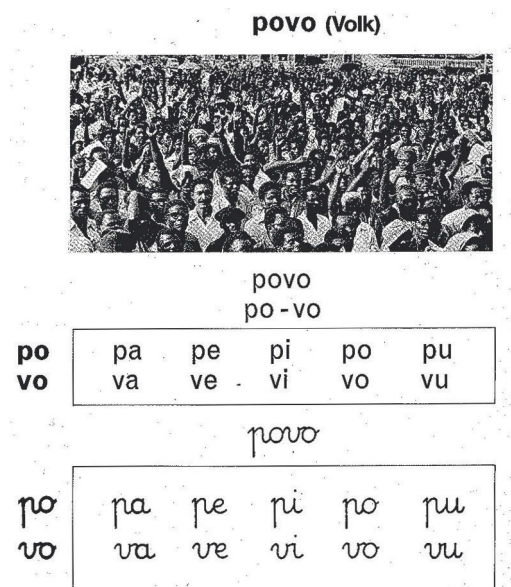 povo (Volk)
povo
po-vo
po pa pe pi po pu
vo va ve vi vo vu
povo
po pa pe pi po pu
vo va ve vi vo vu